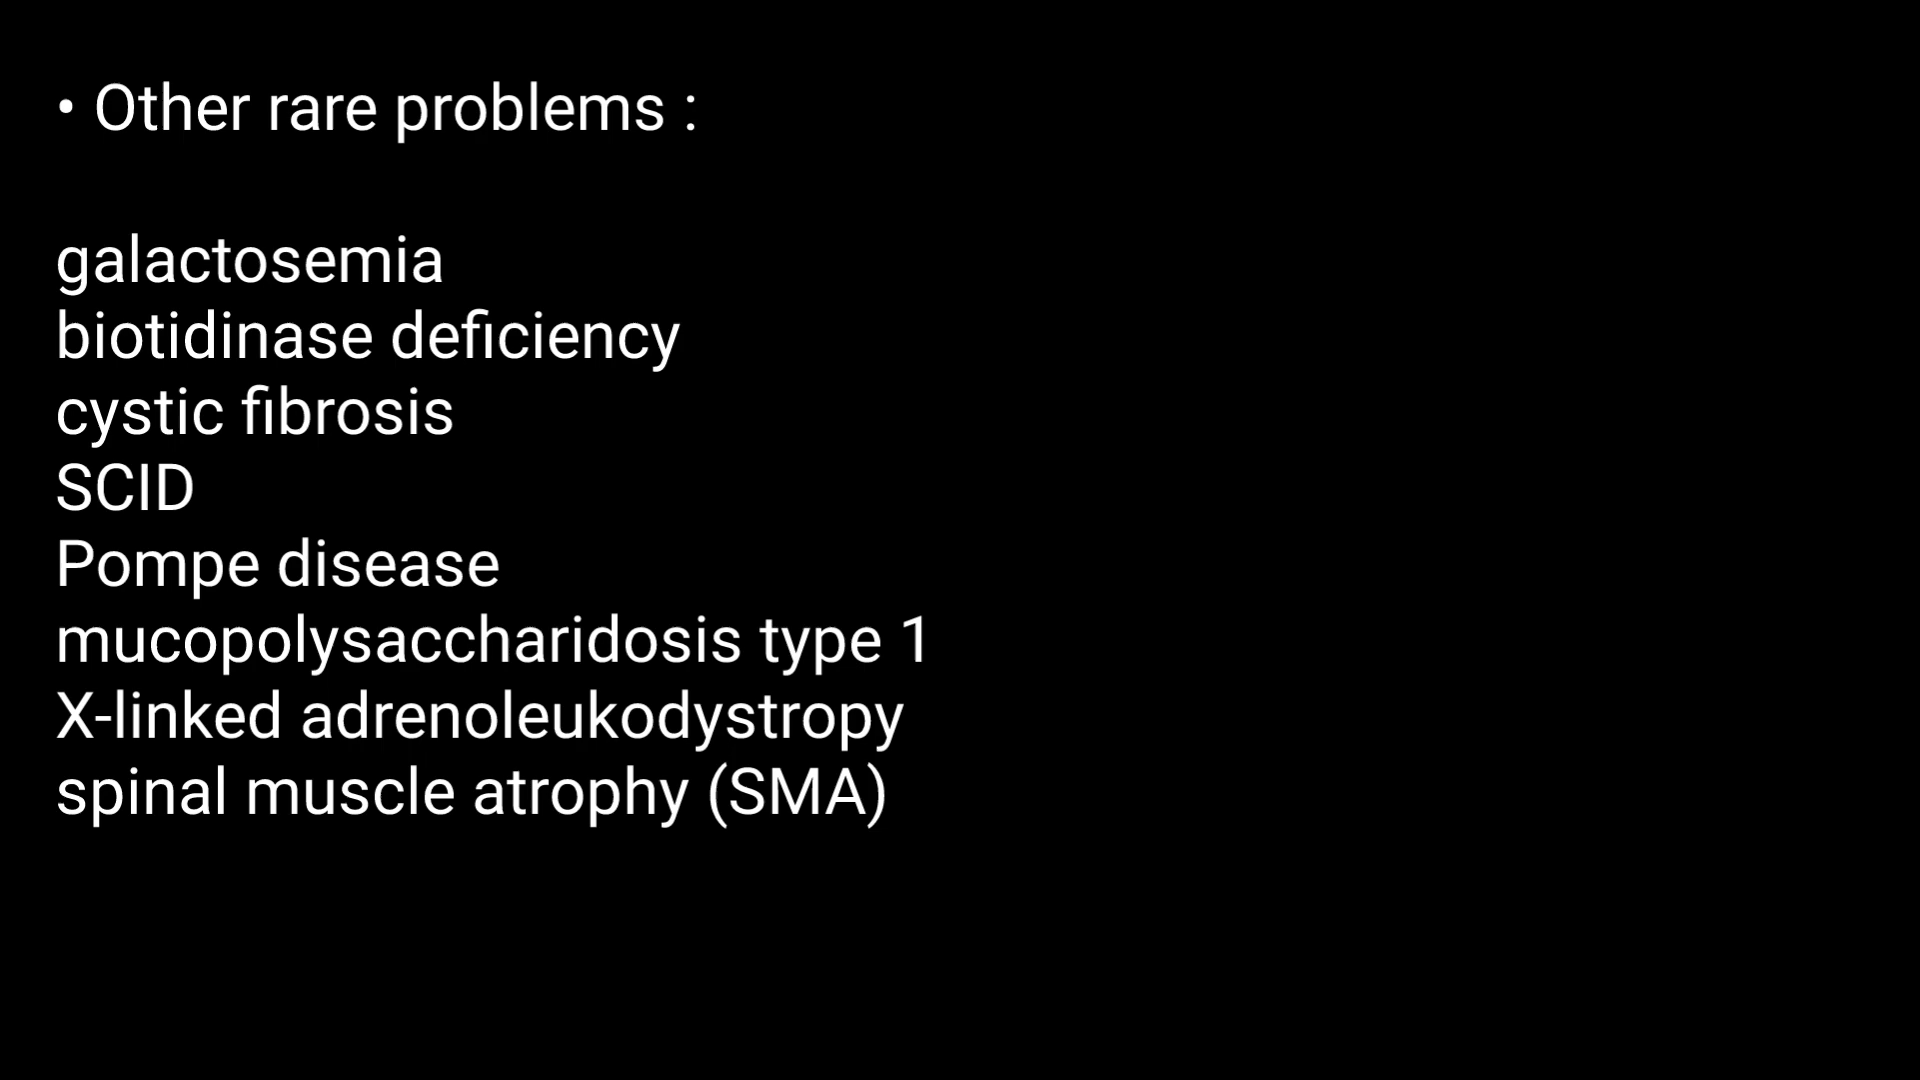 • Other rare problems :
galactosemia
biotidinase deficiency
cystic fibrosis
SCID
Pompe disease
mucopolysaccharidosis type 1
X-linked adrenoleukodystropy
spinal muscle atrophy (SMA)